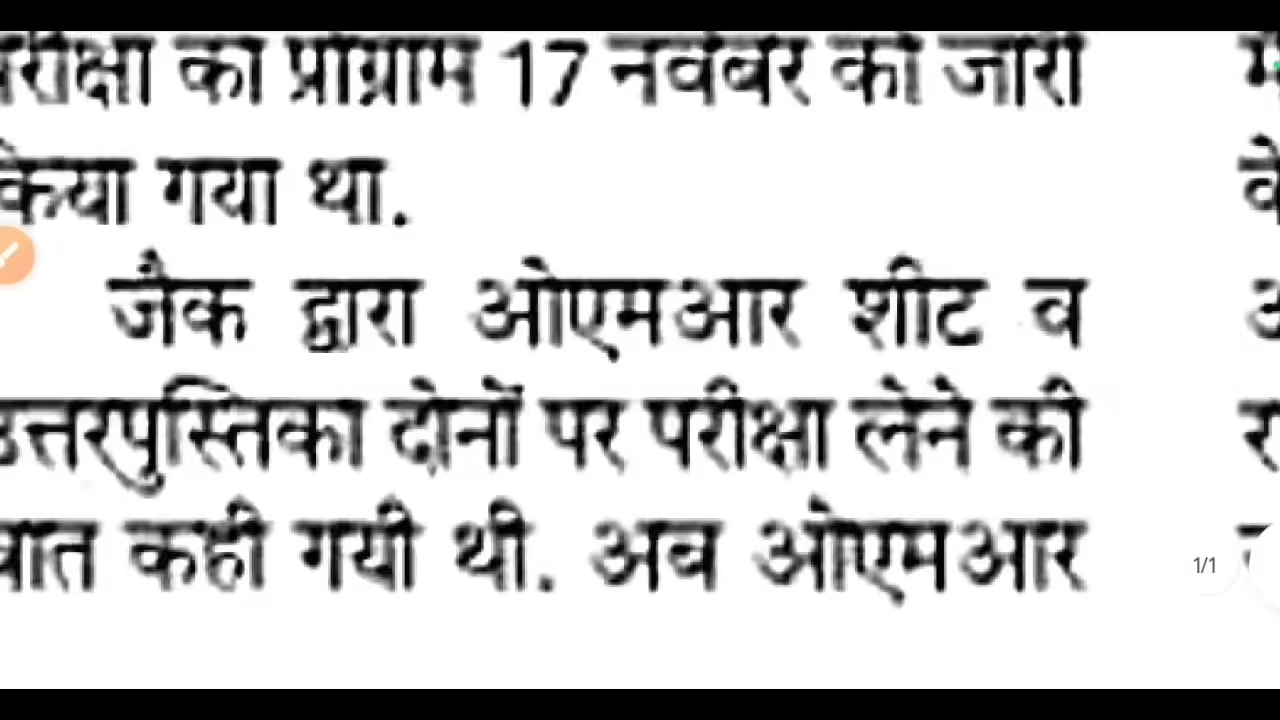 परीक्षा का प्रोग्राम 17 नवंबर को जारी
किया गया था.
जैक द्वारा ओएमआर शीट व
उत्तरपुस्तिका दोनों पर परीक्षा लेने की
बात कही गयी थी. अब ओएमआर
1/1